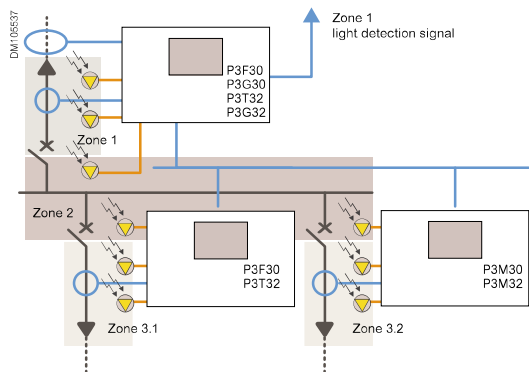 DM105537
Zone 1
light detection signal
P3F30
P3G30
P3T32
P3G32
Zone 1
Zone 2
P3F30
P3T32
P3M30
P3M32
Zone 3.1
Zone 3.2